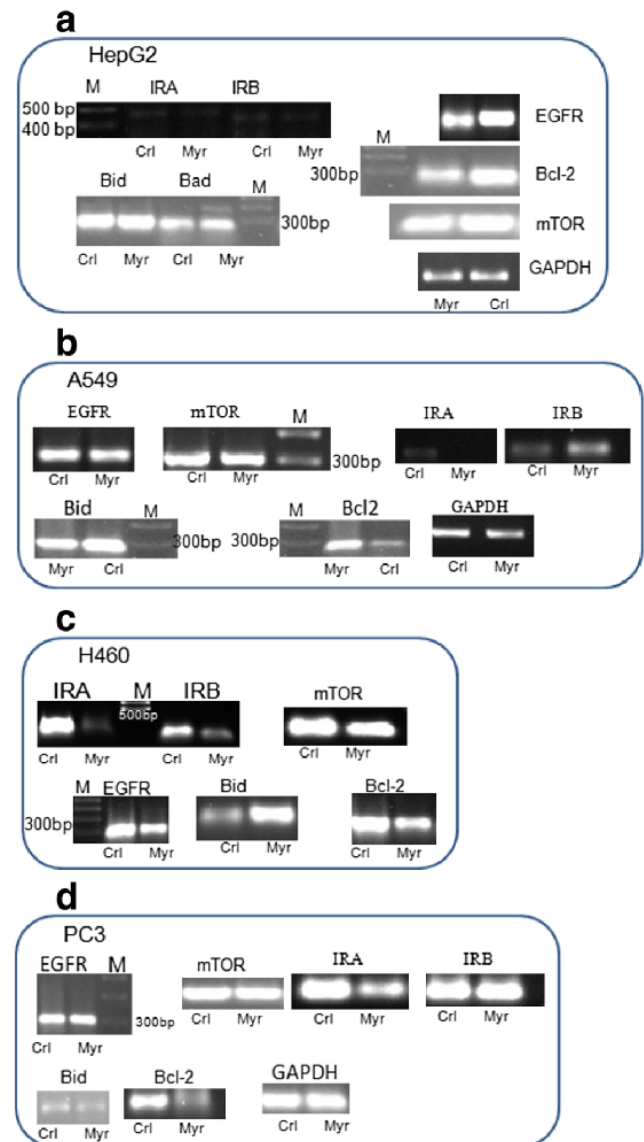 a
HepG2
M IRA IRB
500 bp
400 bp
Crl Myr Crl Myr
Bid Bad M
300bp
Crl Myr Crl Myr
EGFR
M
300bp
Bcl-2
mTOR
GAPDH
Myr Crl
b
A549
EGFR mTOR M IRA IRB
300bp
Crl Myr Crl Myr Crl Myr Crl Myr
Bid M M Bcl2 GAPDH
300bp 300bp
Myr Crl Myr Crl Crl Myr
c
H460
IRA M IRB mTOR
500bp
Crl Myr Crl Myr Crl Myr
M EGFR Bid Bcl-2
300bp
Crl Myr Crl Myr Crl Myr
d
PC3
EGFR M mTOR IRA IRB
300bp
Crl Myr Crl Myr Crl Myr Crl Myr
Bid Bcl-2 GAPDH
Crl Myr Crl Myr Crl Myr